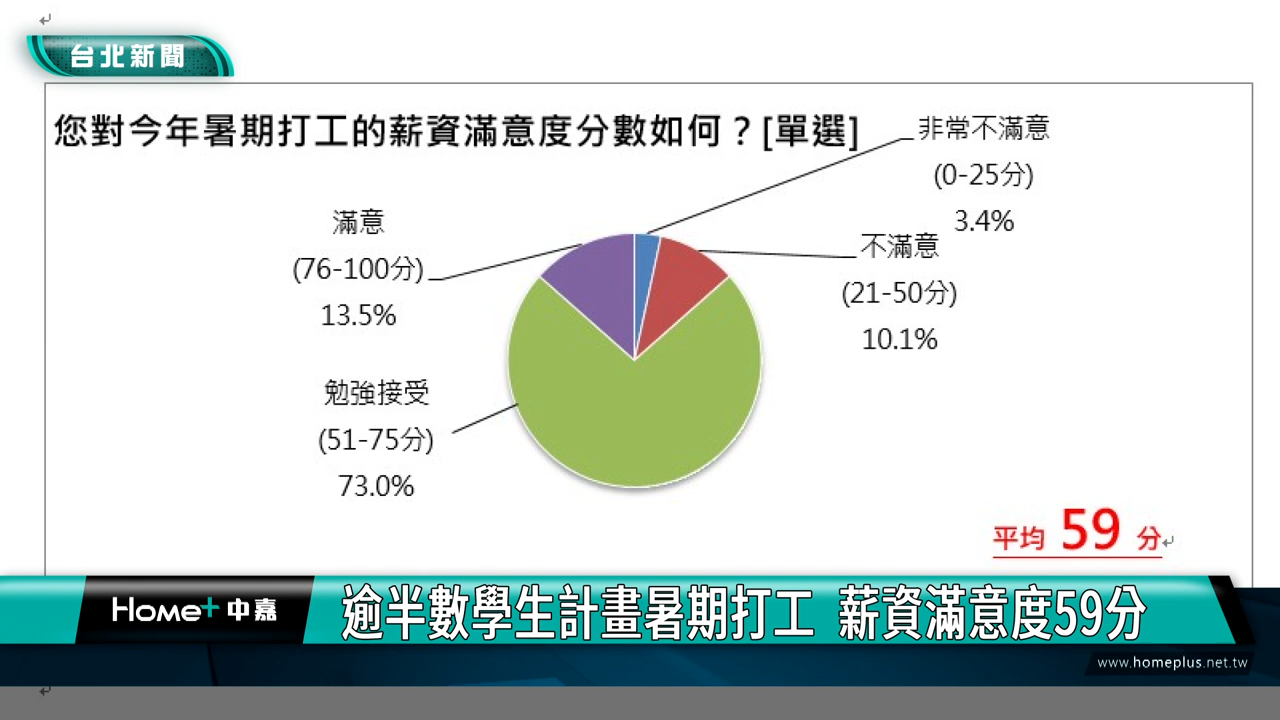 台北新聞
您對今年暑期打工的薪資滿意度分數如何？[單選]
非常不滿意
(0-25分)
3.4%
不滿意
(21-50分)
10.1%
滿意
(76-100分)
13.5%
勉強接受
(51-75分)
73.0%
平均 59 分
Home+中嘉
逾半數學生計畫暑期打工 薪資滿意度59分
www.homeplus.net.tw